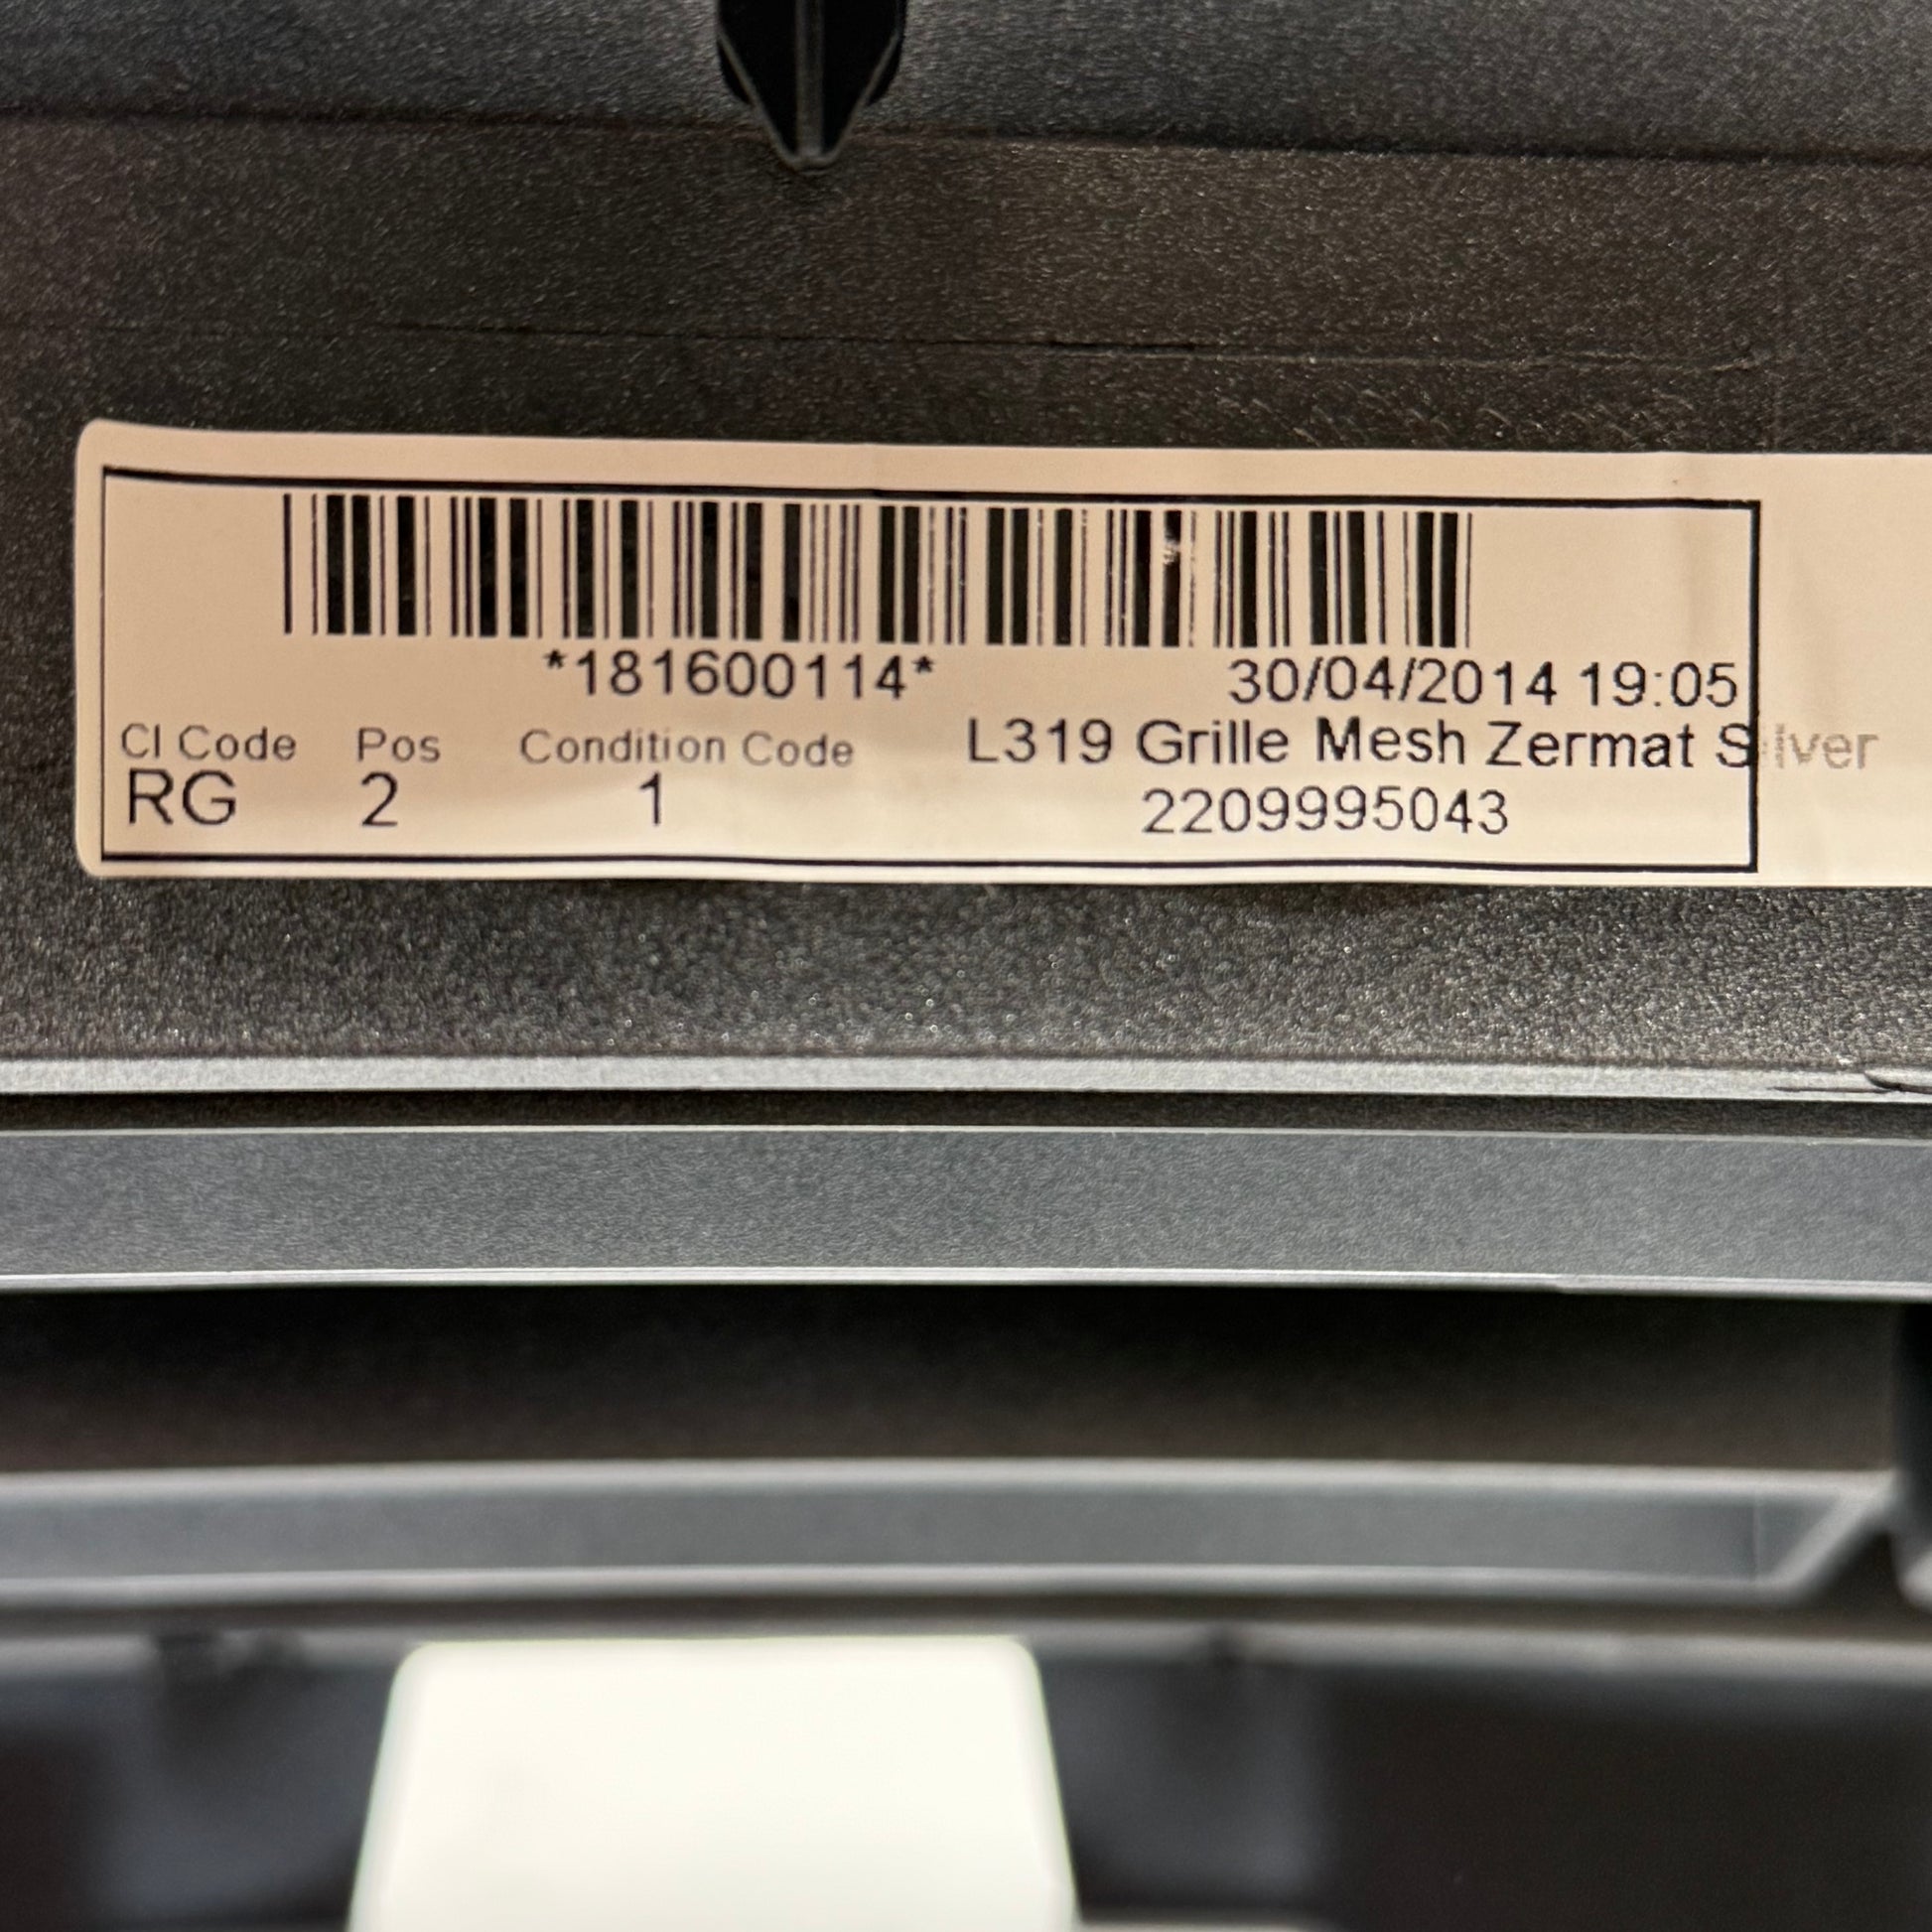 *181600114* 30/04/2014 19:05
CI Code Pos Condition Code L319 Grille Mesh Zermat Silver
RG 2 1 2209995043